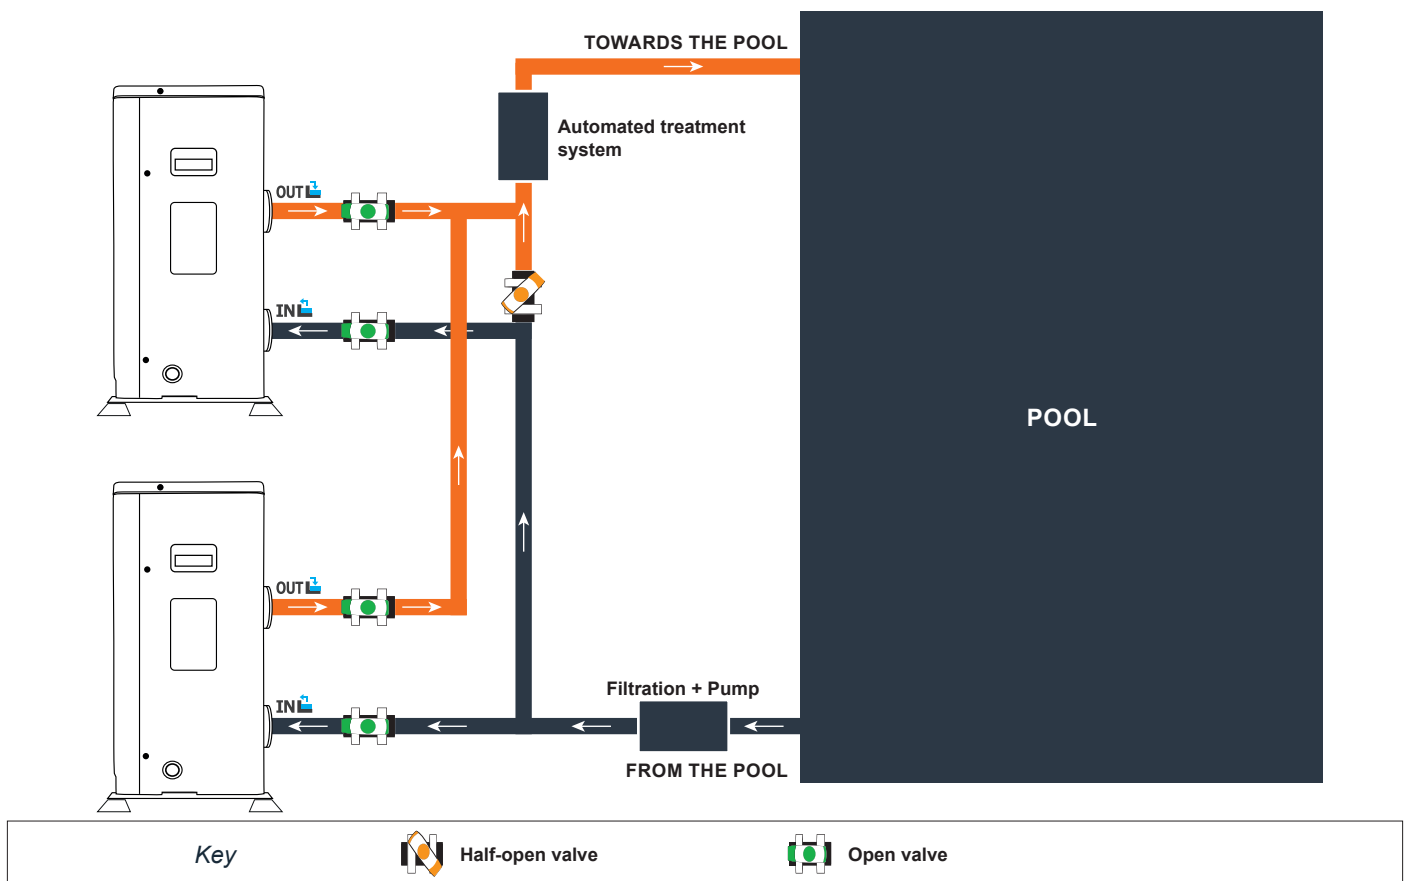 TOWARDS THE POOL
Automated treatment
system
OUT
IN
POOL
OUT
Filtration + Pump
IN
FROM THE POOL
Key
Half-open valve
Open valve